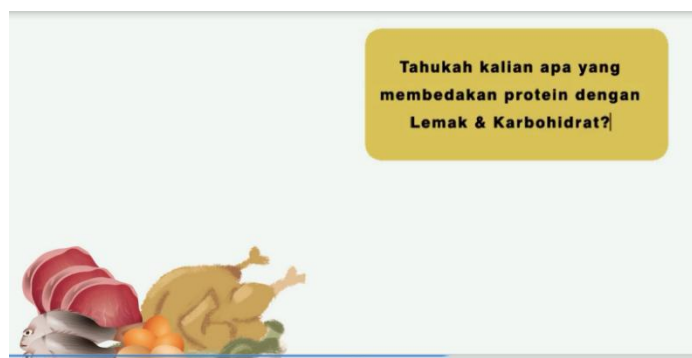 Tahukah kalian apa yang
membedakan protein dengan
Lemak & Karbohidrat?